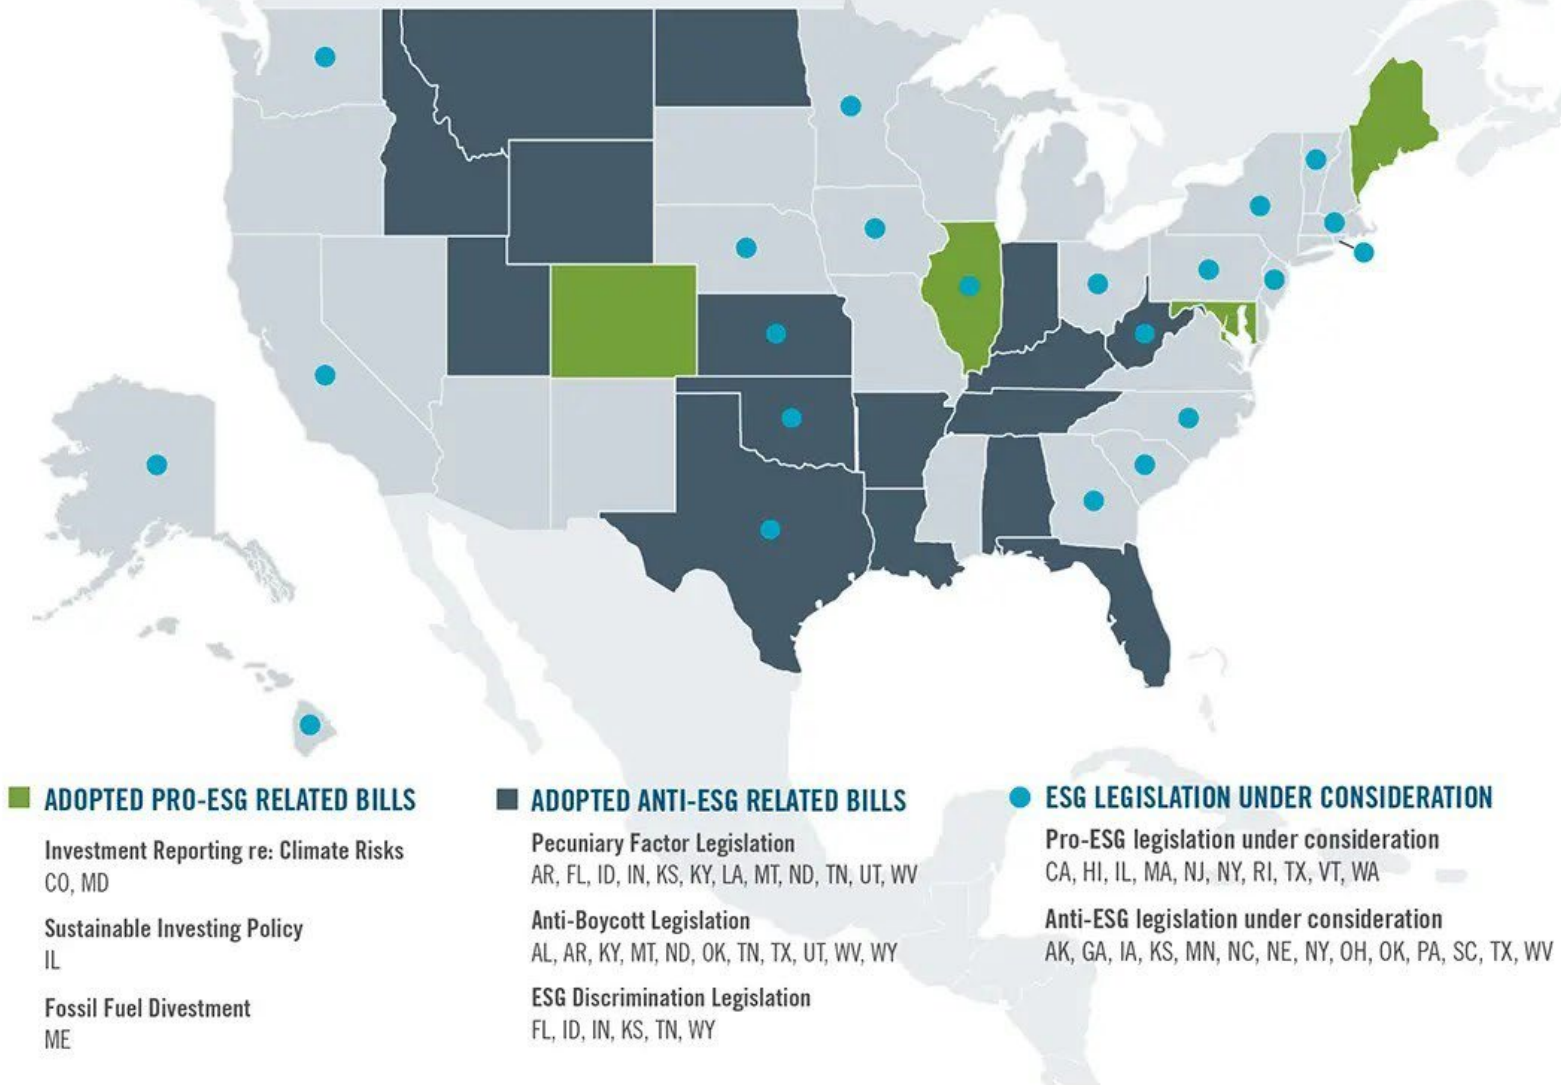 ADOPTED PRO-ESG RELATED BILLS
Investment Reporting re: Climate Risks
CO, MD
Sustainable Investing Policy
IL
Fossil Fuel Divestment
ME
ADOPTED ANTI-ESG RELATED BILLS
Pecuniary Factor Legislation
AR, FL, ID, IN, KS, KY, LA, MT, ND, TN, UT, WV
Anti-Boycott Legislation
AL, AR, KY, MT, ND, OK, TN, TX, UT, WV, WY
ESG Discrimination Legislation
FL, ID, IN, KS, TN, WY
ESG LEGISLATION UNDER CONSIDERATION
Pro-ESG legislation under consideration
CA, HI, IL, MA, NJ, NY, RI, TX, VT, WA
Anti-ESG legislation under consideration
AK, GA, IA, KS, MN, NC, NE, NY, OH, OK, PA, SC, TX, WV